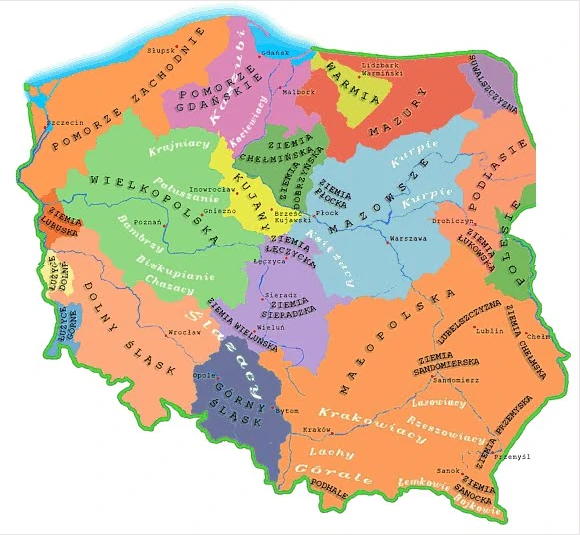 Słupsk
POMORZE ZACHODNIE
Szczecin
POMORZE
GDAŃSKIE
Kaszubi
Kociewiacy
Gdańsk
Malbork
Lidzbark
Warmiński
WARMIA
MAZURY
SUWALSZCZYZNA
Krajniacy
ZIEMIA
CHEŁMIŃSKA
ZIEMIA
DOBRZYŃSKA
Kurpie
PODLASIE
WIELKOPOLSKA
Pałuszanie
Inowrocław
KUJAWY
Gniezno
Brześć
Kujawski
ZIEMIA
PŁOCKA
Płock
MAZOWSZE
Kurpie
Drohiczyn
ZIEMIA
LUBUSKA
Poznań
Bambrzy
Biskupianie
Chazacy
ZIEMIA
ŁĘCZYCKA
Łęczyca
Księżacy
Warszawa
ZIEMIA
ŁUKOWSKA
POLESIE
ŁUŻYCE
DOLNE
ŁUŻYCE
GÓRNE
DOLNY ŚLĄSK
Wrocław
Ślązacy
Sieradz
ZIEMIA
SIERADZKA
ZIEMIA WIELUŃSKA
Wieluń
MAŁOPOLSKA
LUBELSZCZYZNA
Lublin
ZIEMIA CHEŁMSKA
Chełm
Opole
GÓRNY
ŚLĄSK
Bytom
ZIEMIA
SANDOMIERSKA
Sandomierz
Lasowiacy
Krakowiacy
Rzeszowiacy
Kraków
ZIEMIA PRZEMYSKA
Przemyśl
Lachy
Górale
PODHALE
Sanok
ZIEMIA
SANOCKA
Łemkowie
Bojkowie